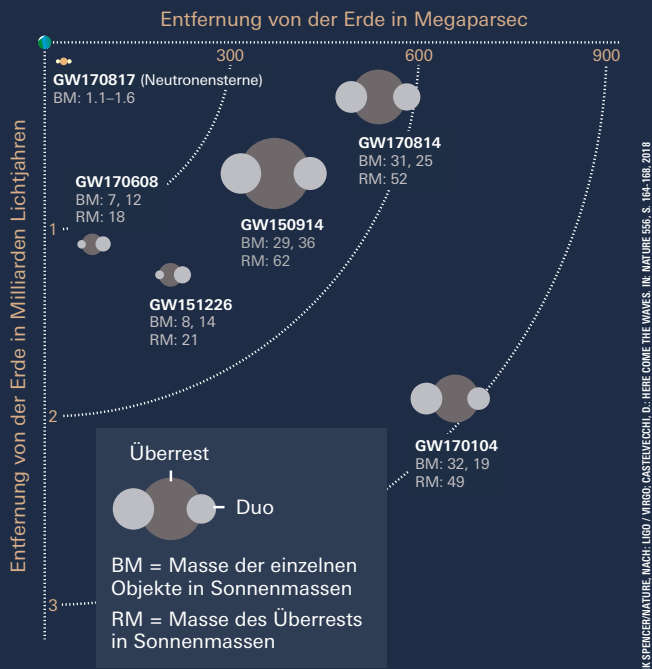 Entfernung von der Erde in Megaparsec
300
600
900
GW170817 (Neutronensterne)
BM: 1.1–1.6
GW170814
BM: 31, 25
RM: 52
GW170608
BM: 7, 12
RM: 18
GW150914
BM: 29, 36
RM: 62
GW151226
BM: 8, 14
RM: 21
GW170104
BM: 32, 19
RM: 49
Entfernung von der Erde in Milliarden Lichtjahren
1
2
3
Überrest
Duo
BM = Masse der einzelnen
Objekte in Sonnenmassen
RM = Masse des Überrests
in Sonnenmassen
K SPENCER/NATURE, NACH: LIGO / VIRGO; CASTELVECCHI, D.: HERE COME THE WAVES. IN: NATURE 556, S. 164-168, 2018